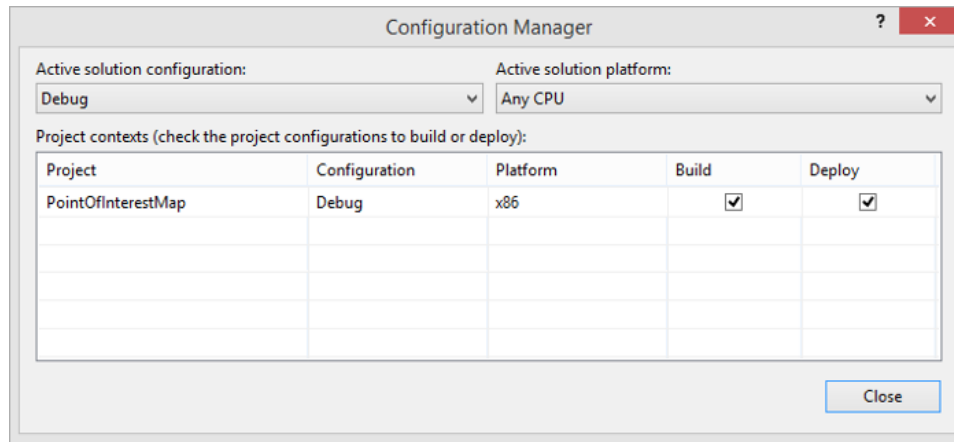 Configuration Manager
?
Active solution configuration: Active solution platform:
Debug Any CPU
Project contexts (check the project configurations to build or deploy):
Project Configuration Platform Build Deploy
PointOfInterestMap Debug x86
Close